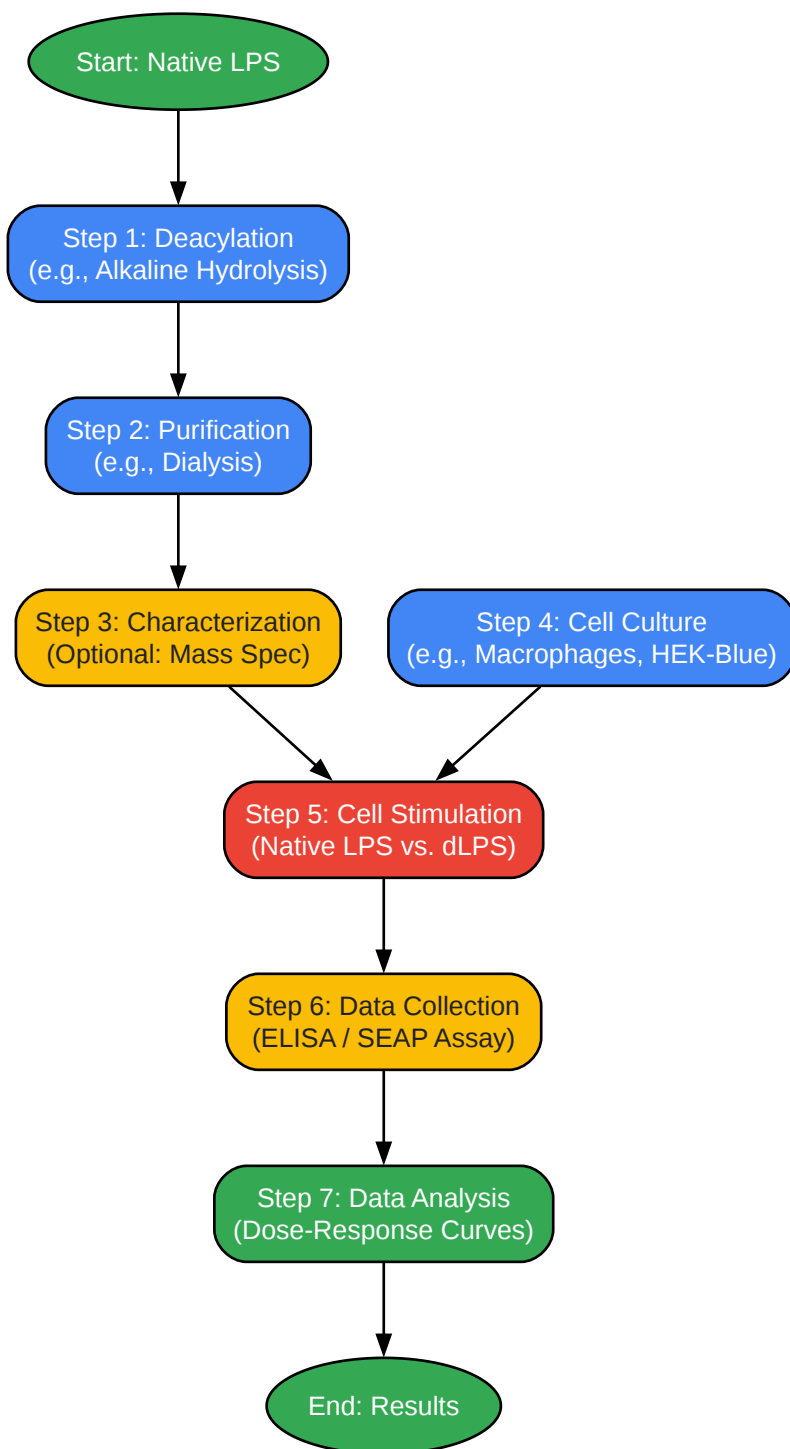 Start: Native LPS
Step 1: Deacylation
(e.g., Alkaline Hydrolysis)
Step 2: Purification
(e.g., Dialysis)
Step 3: Characterization
(Optional: Mass Spec)
Step 4: Cell Culture
(e.g., Macrophages, HEK-Blue)
Step 5: Cell Stimulation
(Native LPS vs. dLPS)
Step 6: Data Collection
(ELISA / SEAP Assay)
Step 7: Data Analysis
(Dose-Response Curves)
End: Results